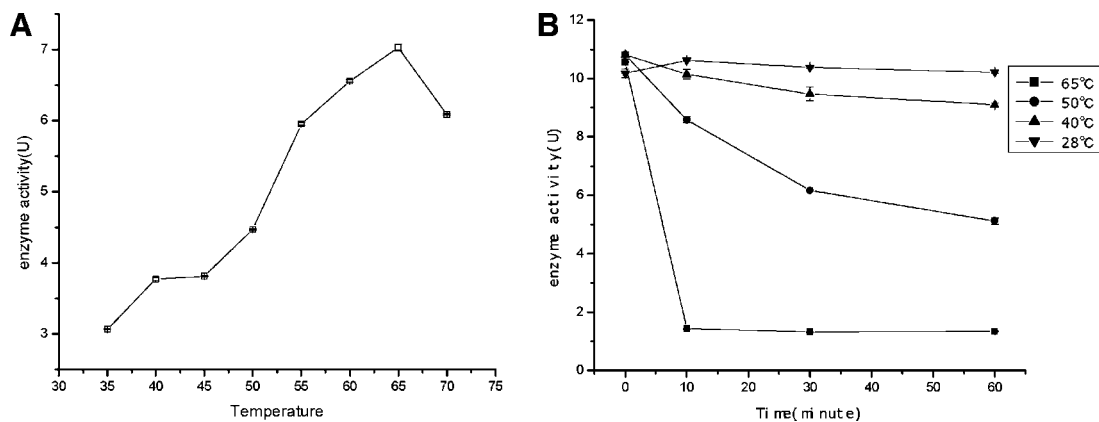 A
7
6
5
4
3
enzyme activity(U)
30 35 40 45 50 55 60 65 70 75
Temperature
B
12
10
8
6
4
2
0
enzyme activity(U)
0 10 20 30 40 50 60
Time(minute)
65℃
50℃
40℃
28℃